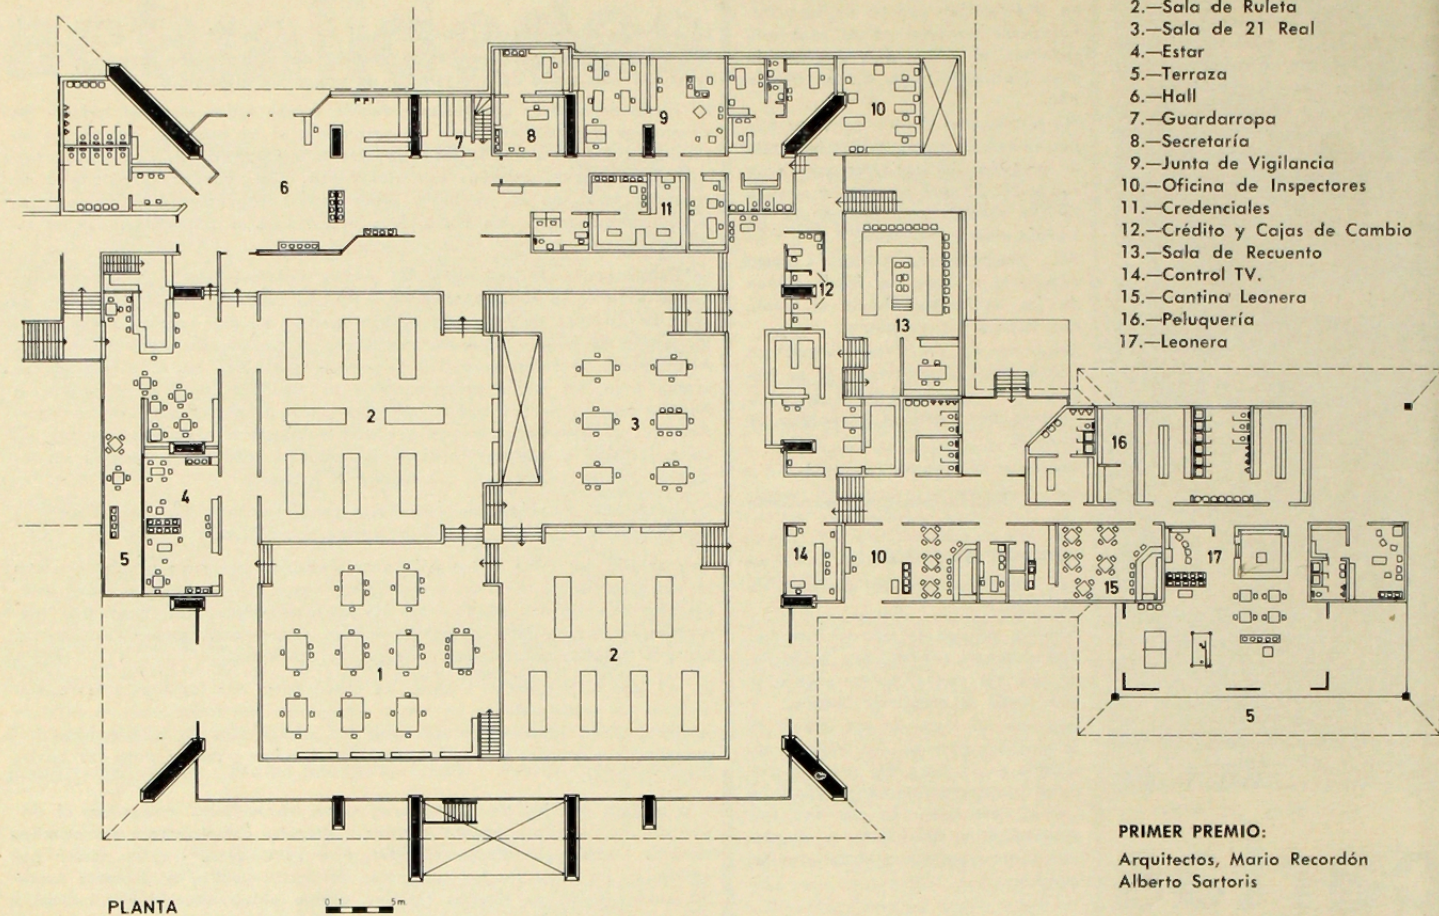 2.—Sala de Ruleta
3.—Sala de 21 Real
4.—Estar
5.—Terraza
6.—Hall
7.—Guardarropa
8.—Secretaría
9.—Junta de Vigilancia
10.—Oficina de Inspectores
11.—Credenciales
12.—Crédito y Cajas de Cambio
13.—Sala de Recuento
14.—Control TV.
15.—Cantina Leonera
16.—Peluquería
17.—Leonera
7
8
9
10
6
11
12
13
2
3
16
4
5
14
10
15
17
1
2
5
PRIMER PREMIO:
Arquitectos, Mario Recordón
Alberto Sartoris
PLANTA
0 1 5m